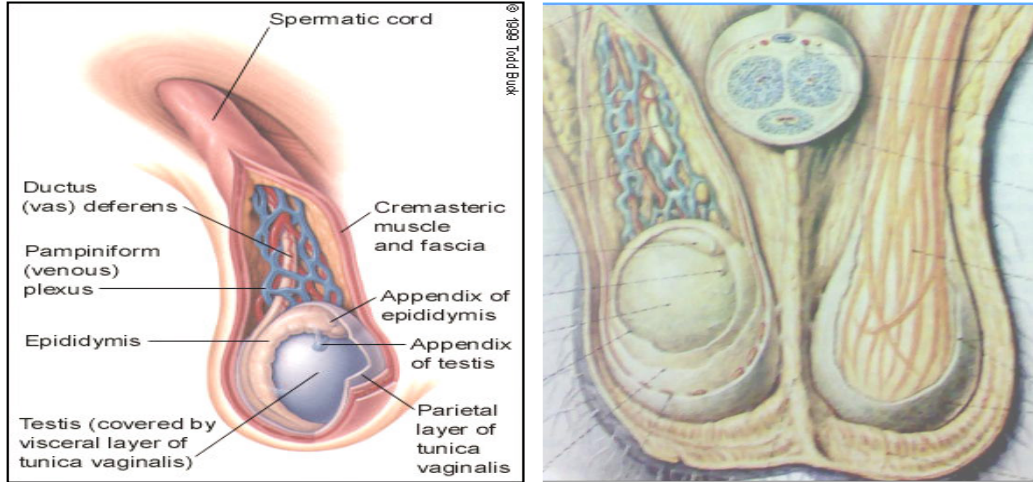 Spermatic cord
© 1999 Todd Buck
Ductus
(vas) deferens
Cremasteric
muscle
and fascia
Pampiniform
(venous)
plexus
Appendix of
epididymis
Epididymis
Appendix
of testis
Testis (covered by
visceral layer of
tunica vaginalis)
Parietal
layer of
tunica
vaginalis